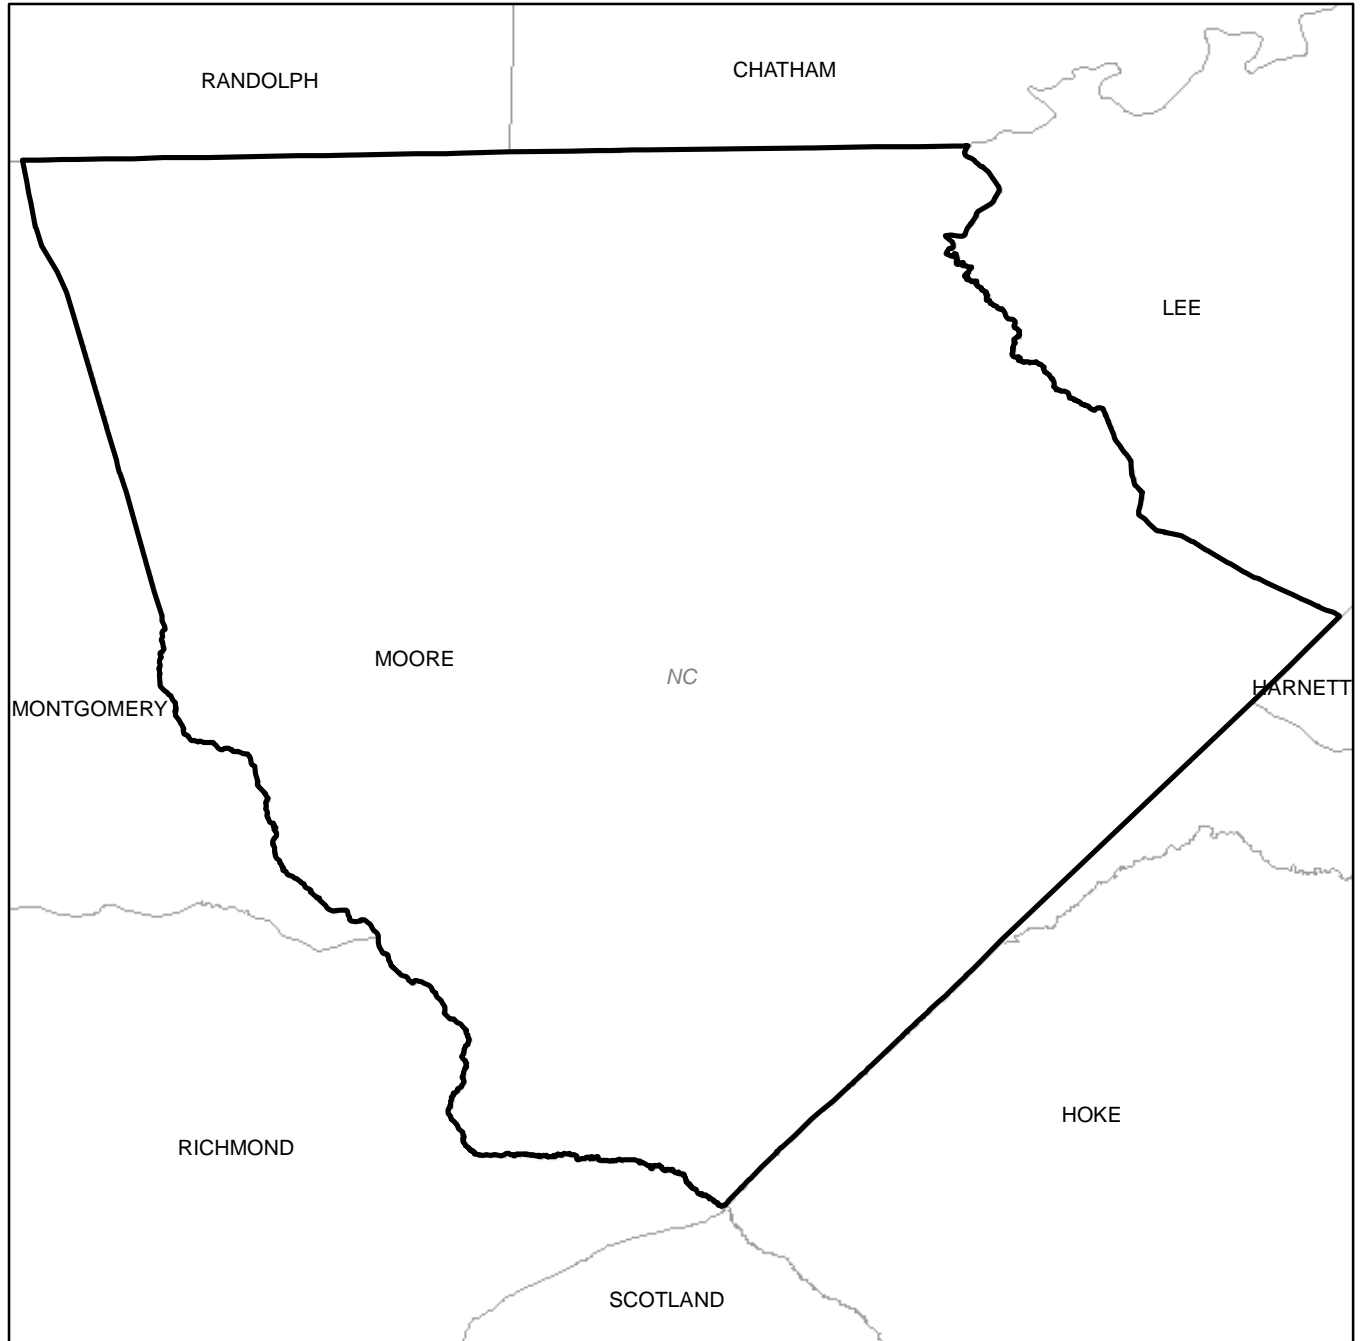 CHATHAM
RANDOLPH
LEE
MOORE
NC
HARNETT
MONTGOMERY
HOKE
RICHMOND
SCOTLAND